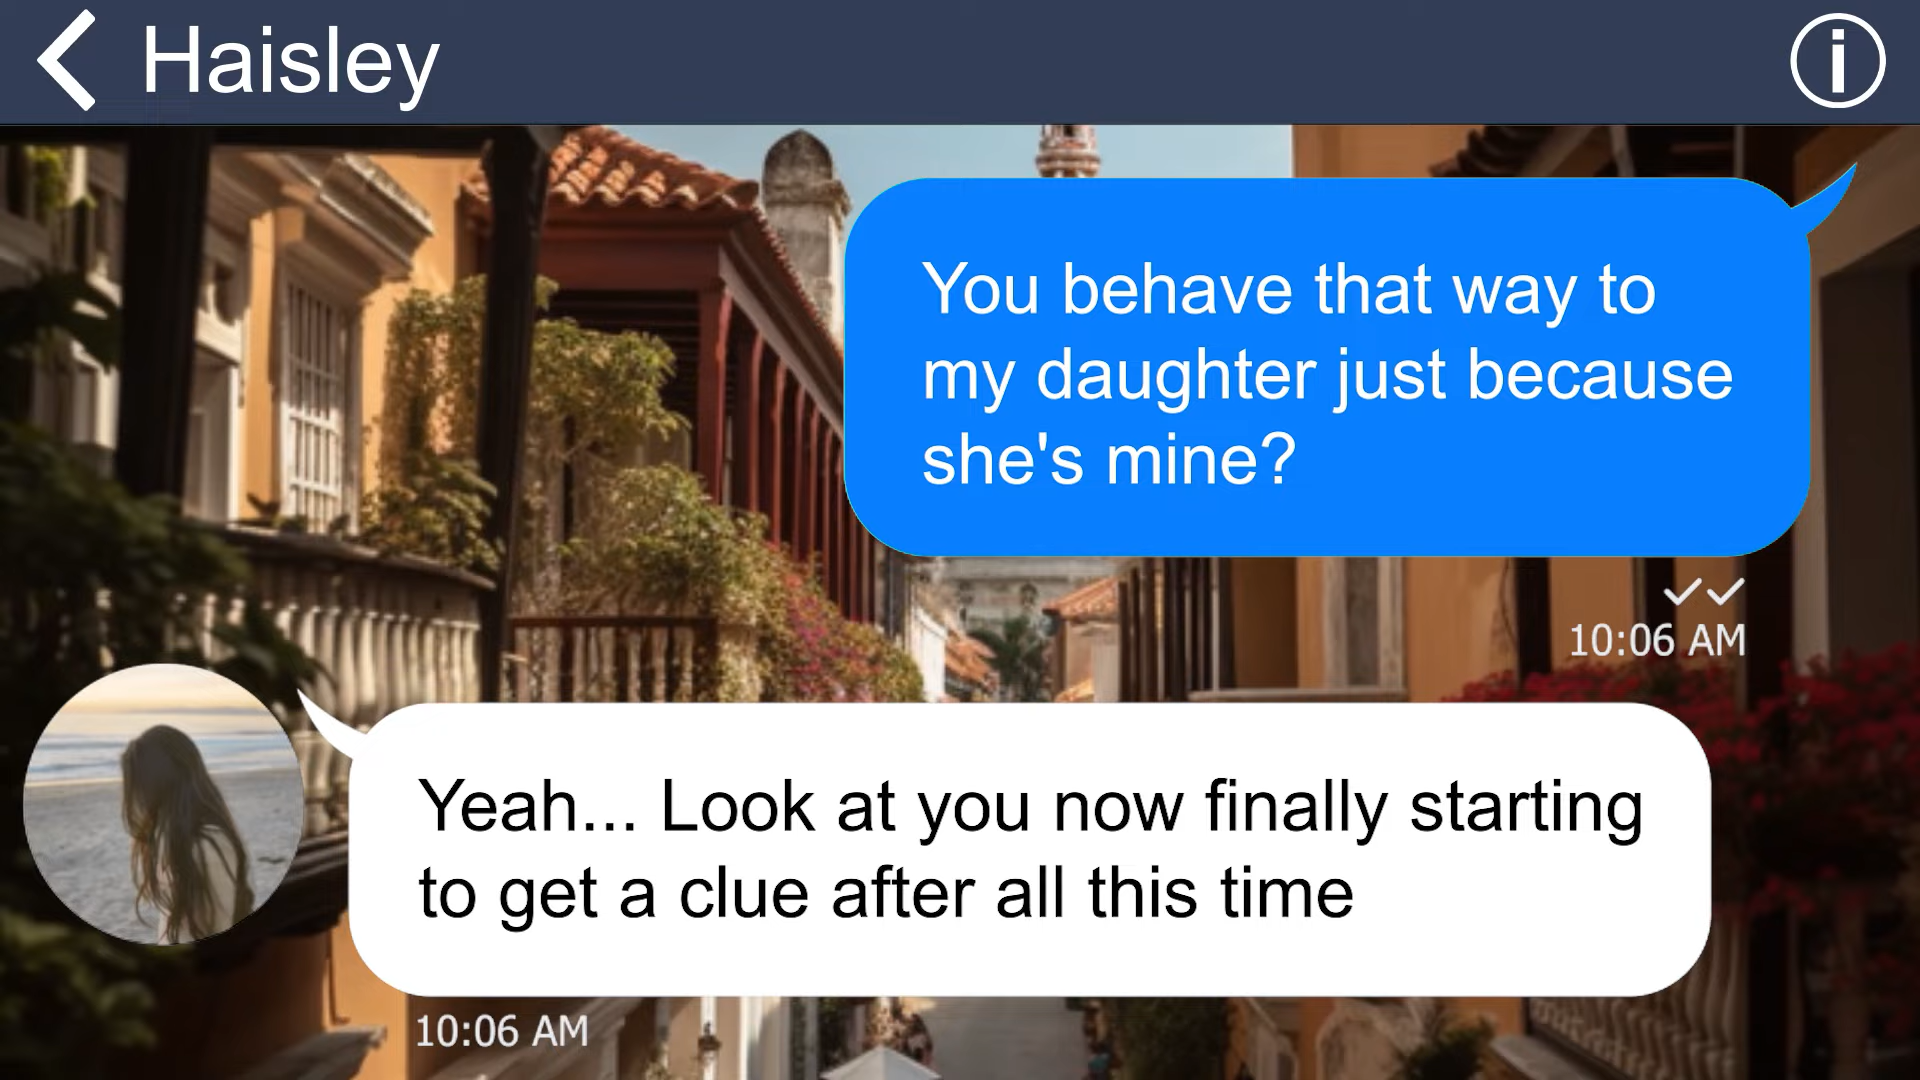 Haisley
You behave that way to
my daughter just because
she's mine?
10:06 AM
Yeah... Look at you now finally starting
to get a clue after all this time
10:06 AM